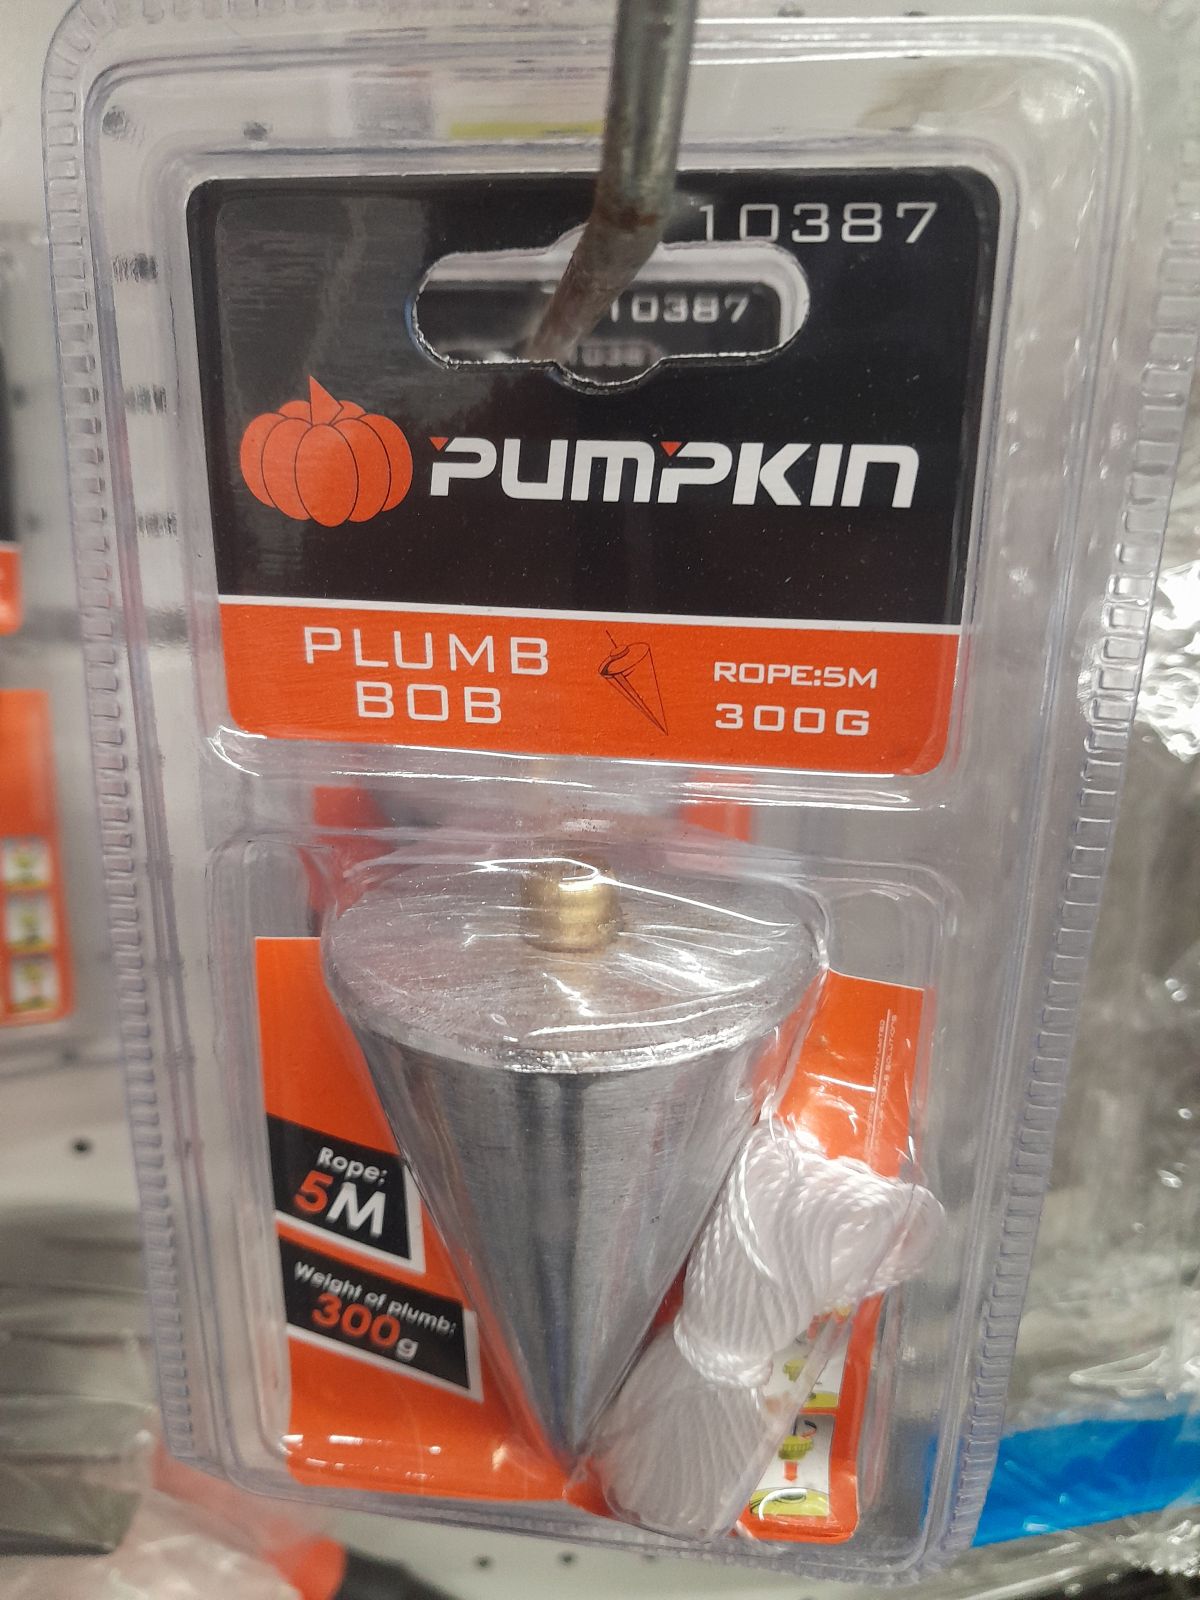 10387
10387
PUMPKIN
PLUMB
BOB
ROPE:5M
300G
Rope:
5M
Weight of plumb:
300g